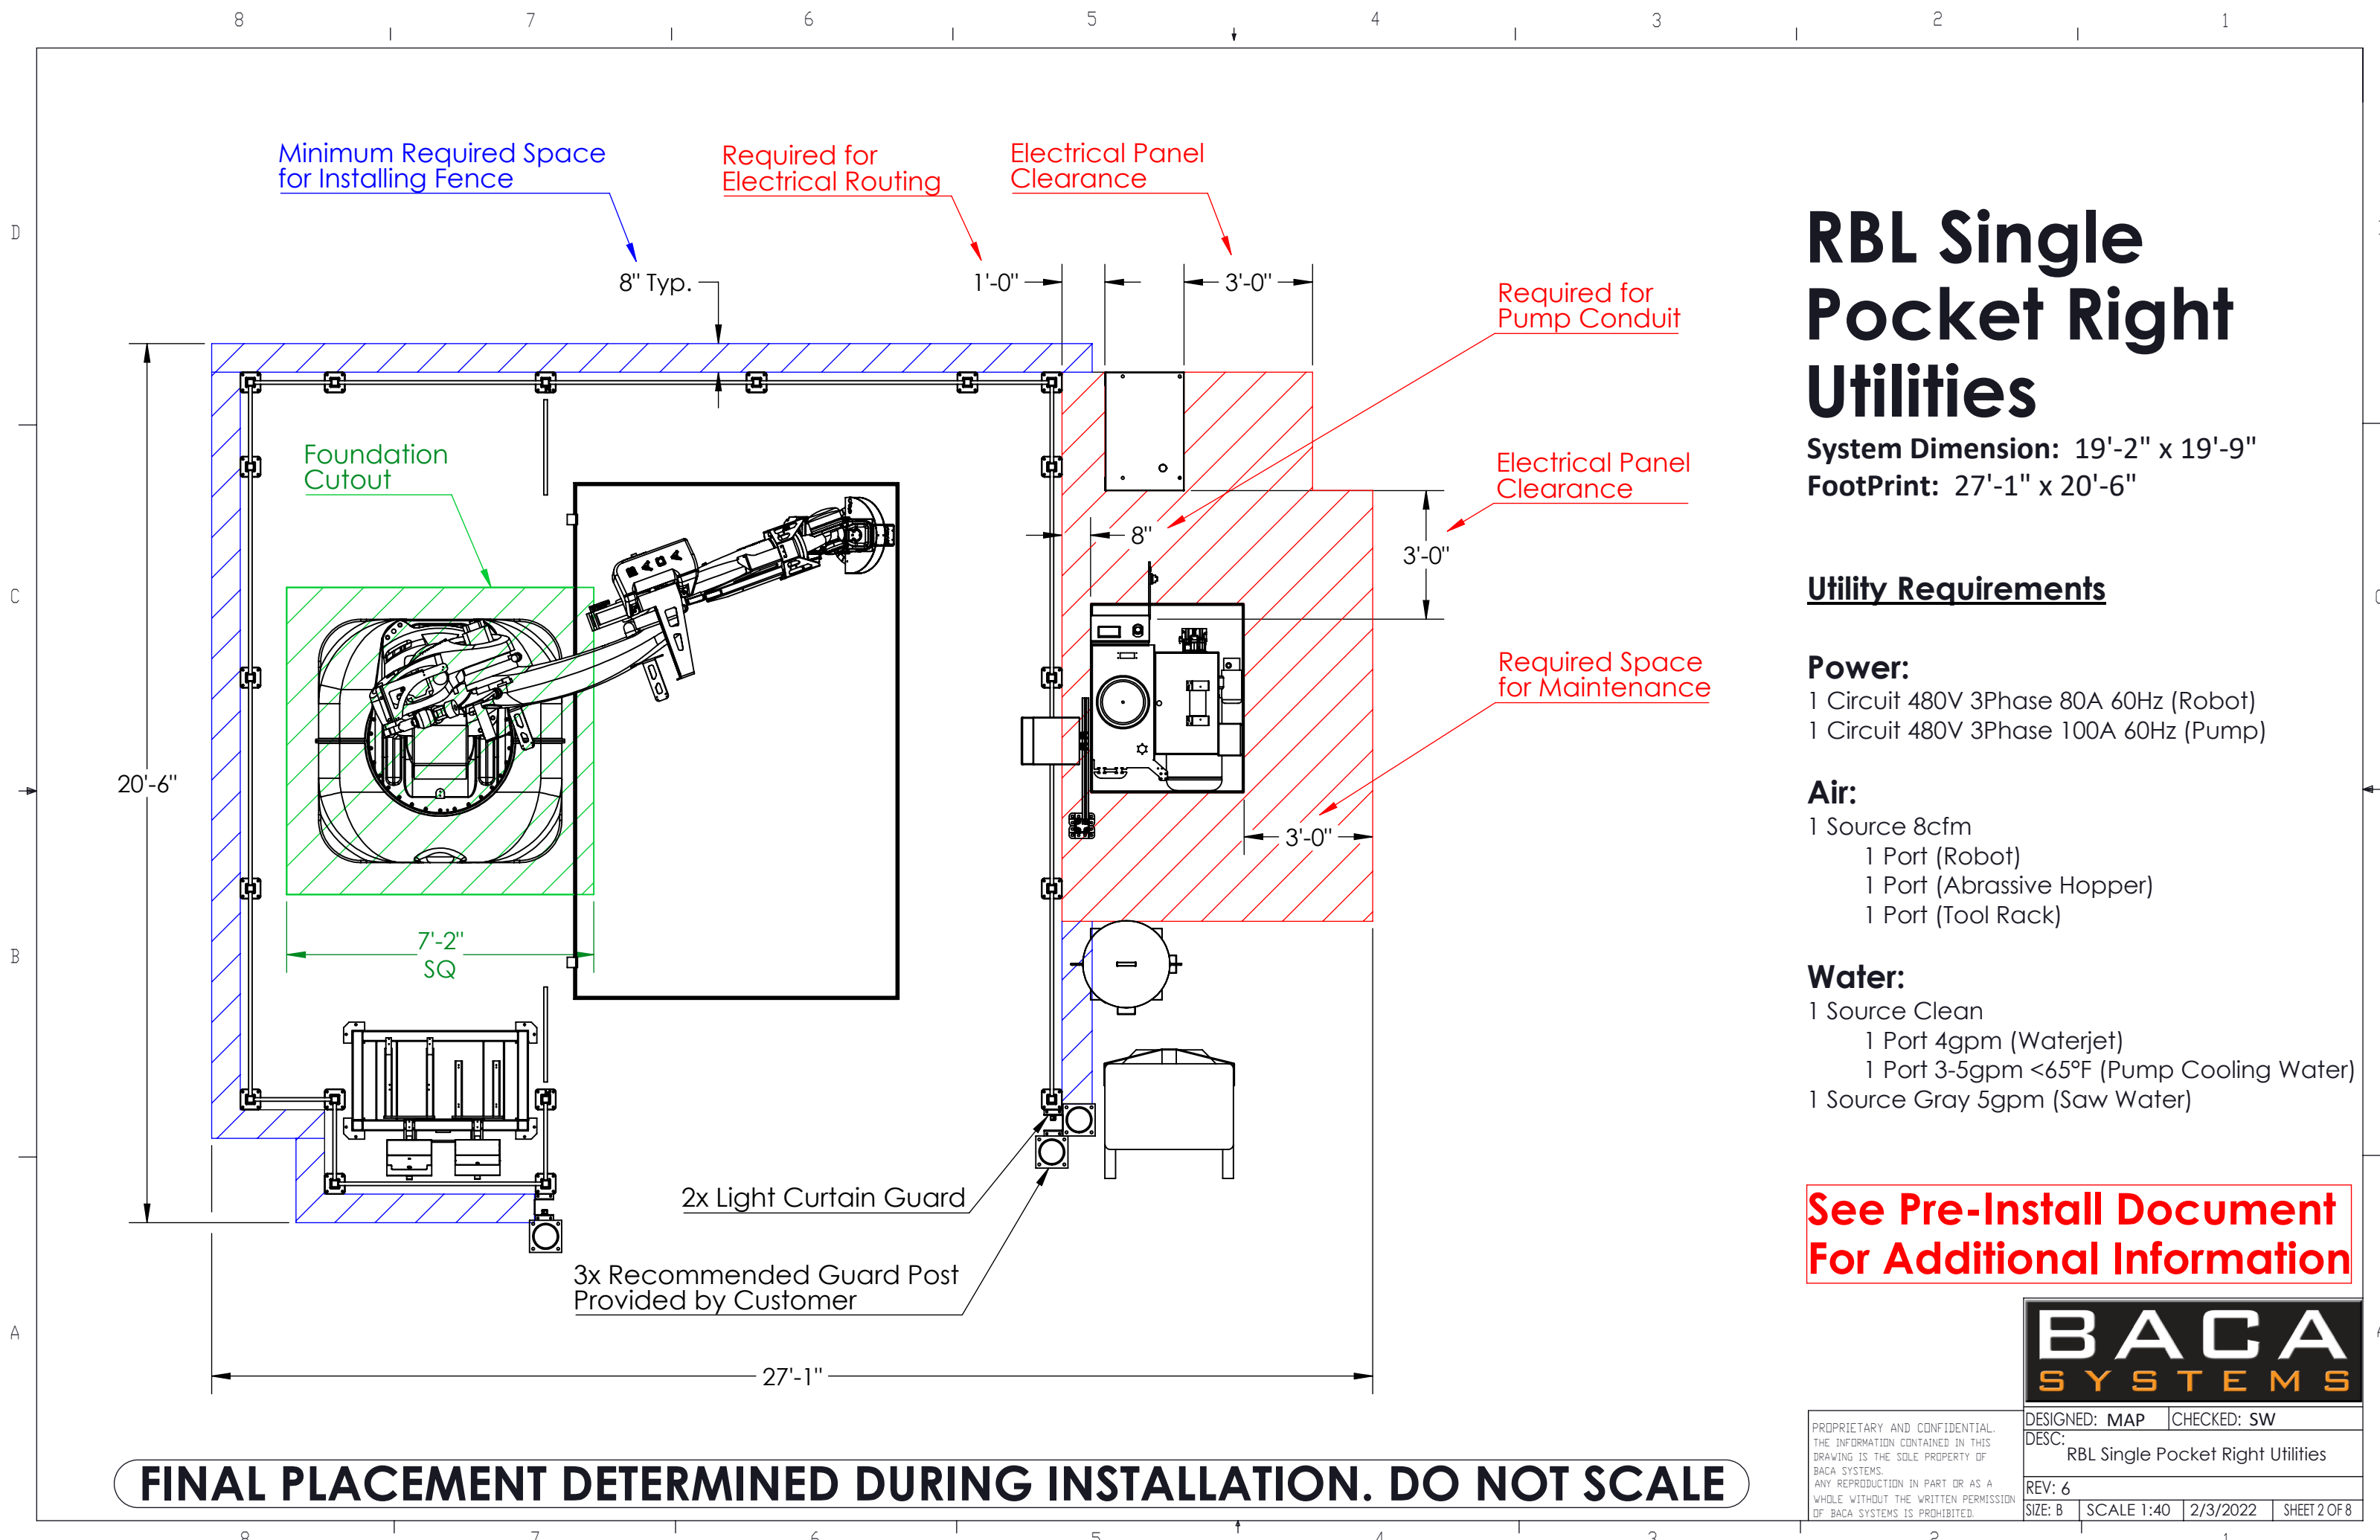 8 7 6 5 4 3 2 1
D
C
B
A
Minimum Required Space
for Installing Fence
Required for
Electrical Routing
Electrical Panel
Clearance
8" Typ.
1'-0"
3'-0"
Required for
Pump Conduit
Foundation
Cutout
Electrical Panel
Clearance
8"
3'-0"
Required Space
for Maintenance
BACA
20'-6"
3'-0"
7'-2"
SQ
2x Light Curtain Guard
3x Recommended Guard Post
Provided by Customer
27'-1"
RBL Single
Pocket Right
Utilities
System Dimension: 19'-2" x 19'-9"
FootPrint: 27'-1" x 20'-6"
Utility Requirements
Power:
1 Circuit 480V 3Phase 80A 60Hz (Robot)
1 Circuit 480V 3Phase 100A 60Hz (Pump)
Air:
1 Source 8cfm
1 Port (Robot)
1 Port (Abrassive Hopper)
1 Port (Tool Rack)
Water:
1 Source Clean
1 Port 4gpm (Waterjet)
1 Port 3-5gpm <65°F (Pump Cooling Water)
1 Source Gray 5gpm (Saw Water)
See Pre-Install Document
For Additional Information
BACA
SYSTEMS
PROPRIETARY AND CONFIDENTIAL.
THE INFORMATION CONTAINED IN THIS
DRAWING IS THE SOLE PROPERTY OF
BACA SYSTEMS.
ANY REPRODUCTION IN PART OR AS A
WHOLE WITHOUT THE WRITTEN PERMISSION
OF BACA SYSTEMS IS PROHIBITED.
DESIGNED: MAP CHECKED: SW
DESC:
RBL Single Pocket Right Utilities
REV: 6
SIZE: B SCALE 1:40 2/3/2022 SHEET 2 OF 8
FINAL PLACEMENT DETERMINED DURING INSTALLATION. DO NOT SCALE
8 7 6 5 4 3 2 1